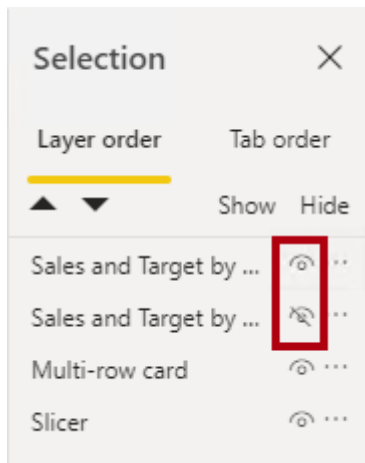 Selection
Layer order Tab order
Show Hide
Sales and Target by ...
Sales and Target by ...
Multi-row card
Slicer